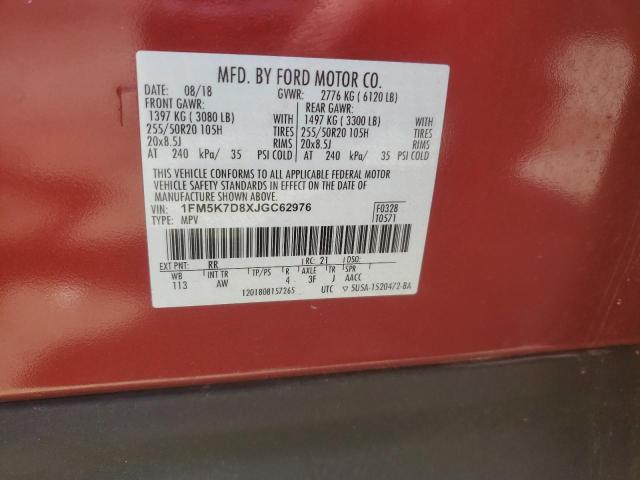 MFD. BY FORD MOTOR CO.
DATE: 08/18 GVWR: 2776 KG ( 6120 LB)
FRONT GAWR: REAR GAWR:
1397 KG ( 3080 LB) WITH 1497 KG ( 3300 LB) WITH
255/50R20 105H TIRES 255/50R20 105H TIRES
20x8.5J RIMS 20x8.5J RIMS
AT 240 kPa/ 35 PSI COLD AT 240 kPa/ 35 PSI COLD
THIS VEHICLE CONFORMS TO ALL APPLICABLE FEDERAL MOTOR
VEHICLE SAFETY STANDARDS IN EFFECT ON THE DATE OF
MANUFACTURE SHOWN ABOVE.
VIN: 1FM5K7D8XJGC62976 F0328
TYPE: MPV T0571
EXT PNT: RR RC: 21 DSO:
WB INT TR TP/PS R AXLE TR SPR
113 AW 4 3F J AACC
1201808157265 UTC ▽ 5USA-1520472-BA